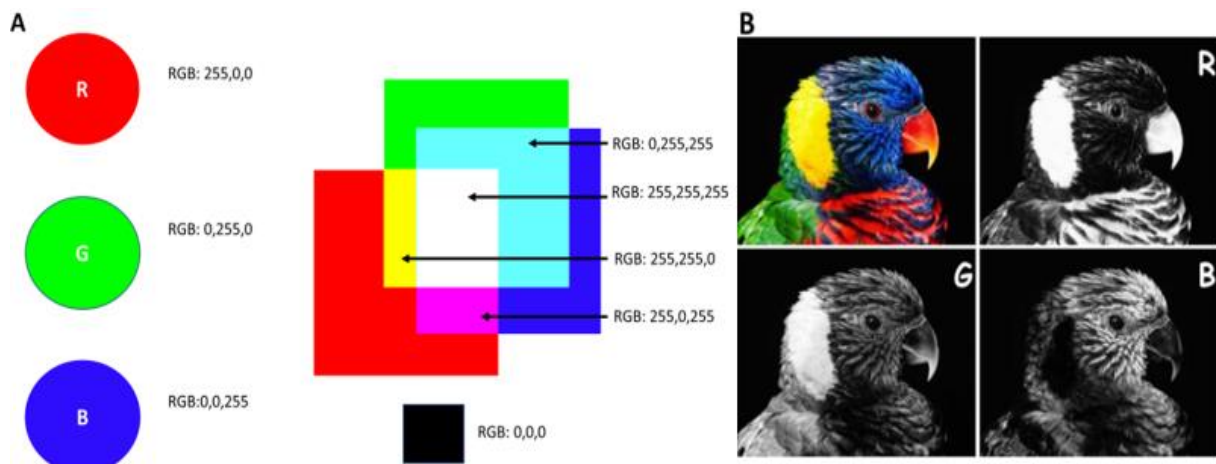 A
R
RGB: 255,0,0
G
RGB: 0,255,0
B
RGB:0,0,255
RGB: 0,255,255
RGB: 255,255,255
RGB: 255,255,0
RGB: 255,0,255
RGB: 0,0,0
B
R
G
B